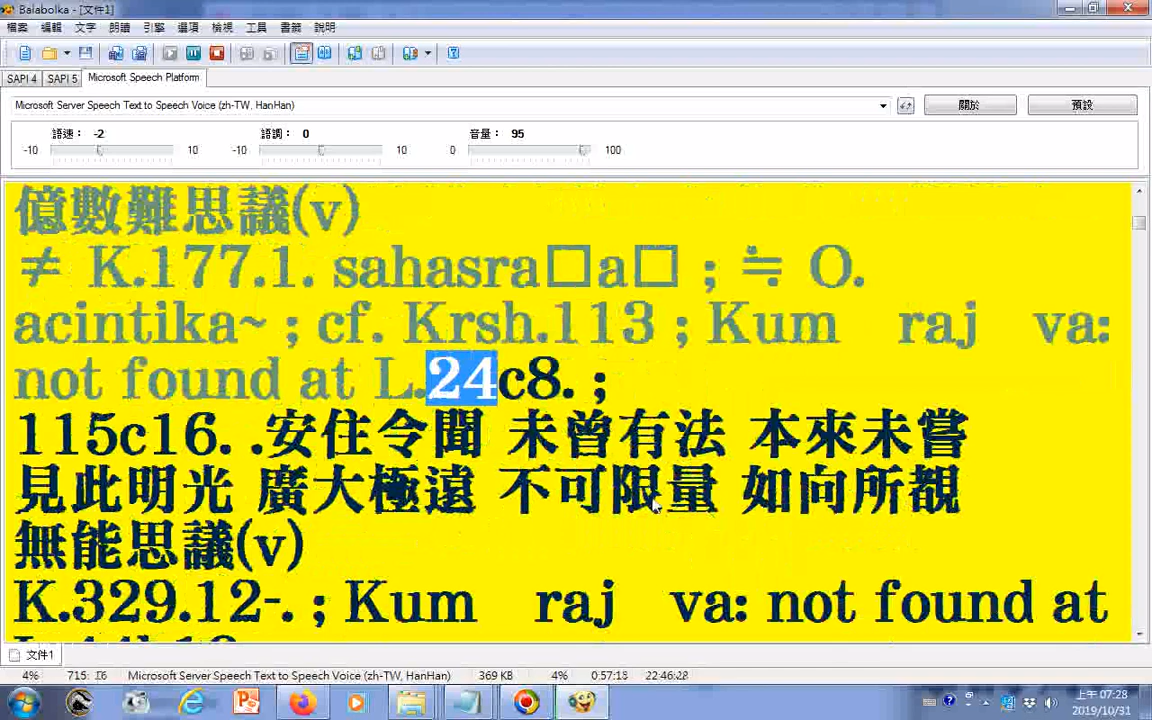 Balabolka - [文件1]
檔案 編輯 文字 朗讀 引擎 選項 檢視 工具 書籤 說明
SAPI 4 SAPI 5 Microsoft Speech Platform
Microsoft Server Speech Text to Speech Voice (zh-TW, HanHan) 關於 預設
語速： -2 語調： 0 音量： 95
-10 10 -10 10 0 100
億數難思議(v)
≠ K.177.1. sahasra□a□ ; ≒ O.
acintika~ ; cf. Krsh.113 ; Kum raj va:
not found at L.24c8. ;
115c16. .安住令聞 未曾有法 本來未嘗
見此明光 廣大極遠 不可限量 如向所覩
無能思議(v)
K.329.12-. ; Kum raj va: not found at
文件1
4% 715: 16 Microsoft Server Speech Text to Speech Voice (zh-TW, HanHan) 369 KB 4% 0:57:18 22:46:28
上午 07:28
2019/10/31